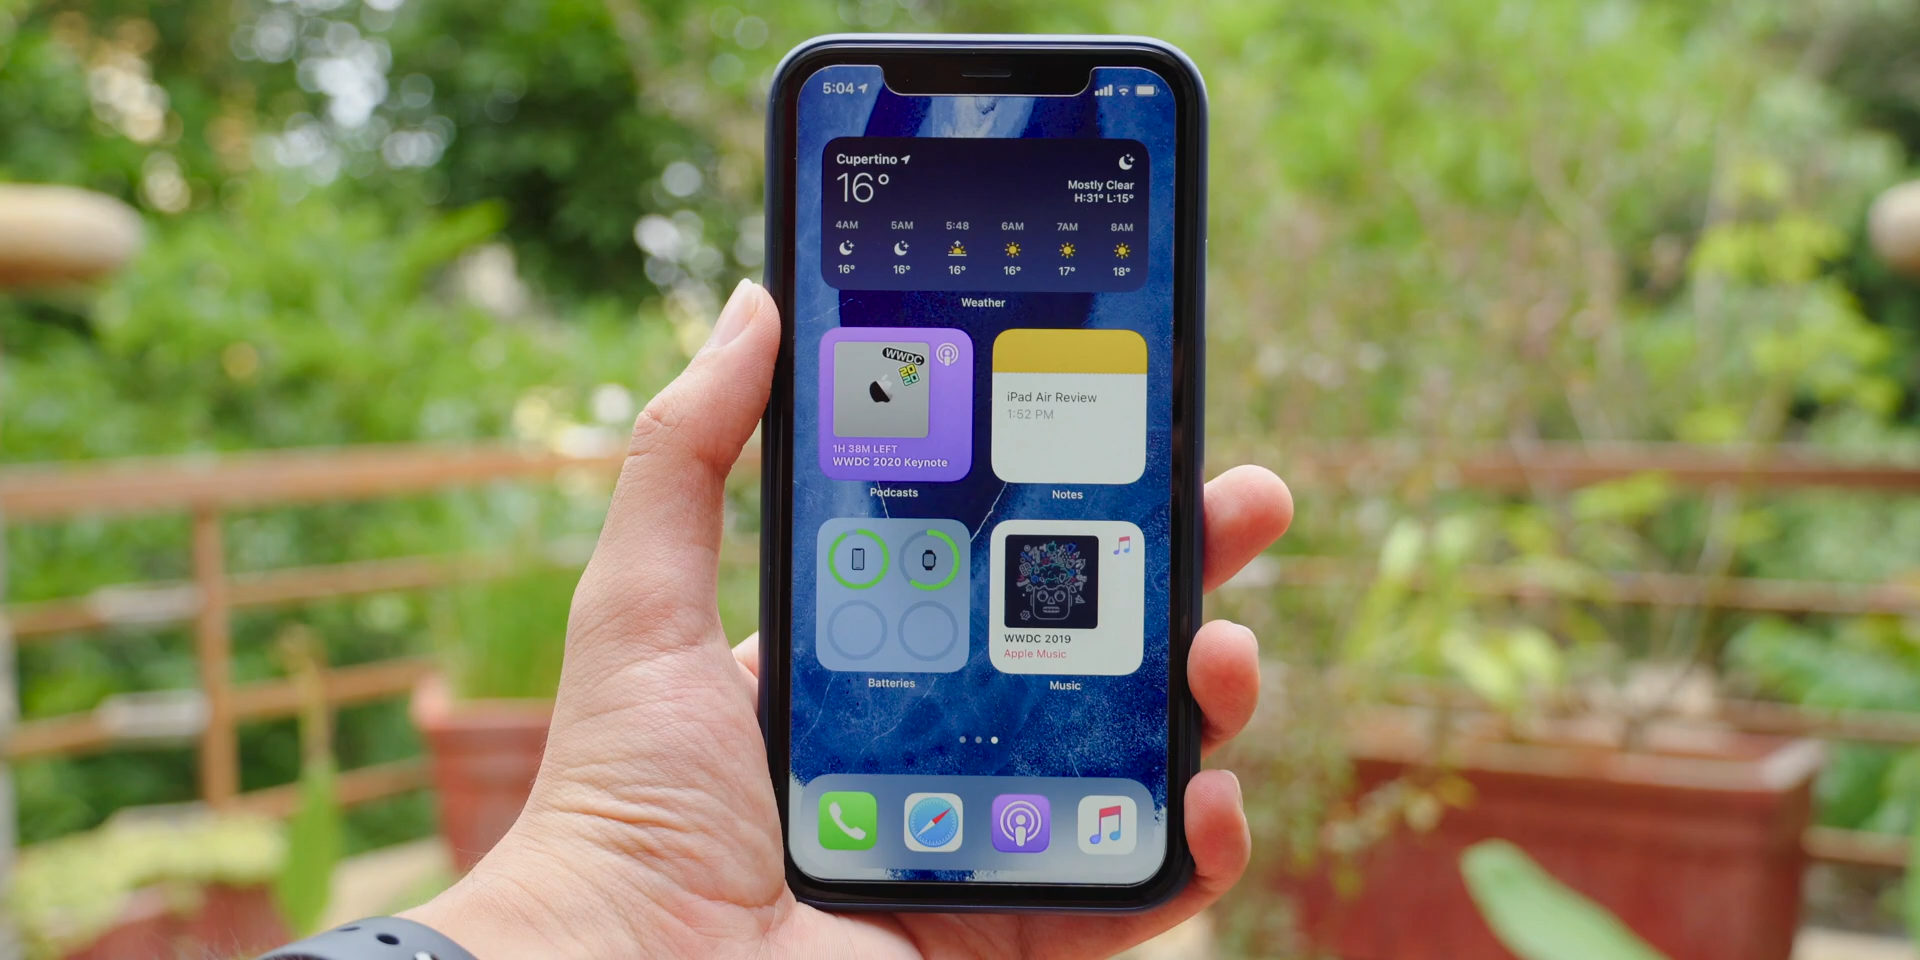 5:04
Cupertino
16°
Mostly Clear
H:31° L:15°
4AM 5AM 5:48 6AM 7AM 8AM
16° 16° 16° 16° 17° 18°
Weather
WWDC
2020
1H 38M LEFT
WWDC 2020 Keynote
Podcasts
iPad Air Review
1:52 PM
Notes
Batteries
WWDC 2019
Apple Music
Music